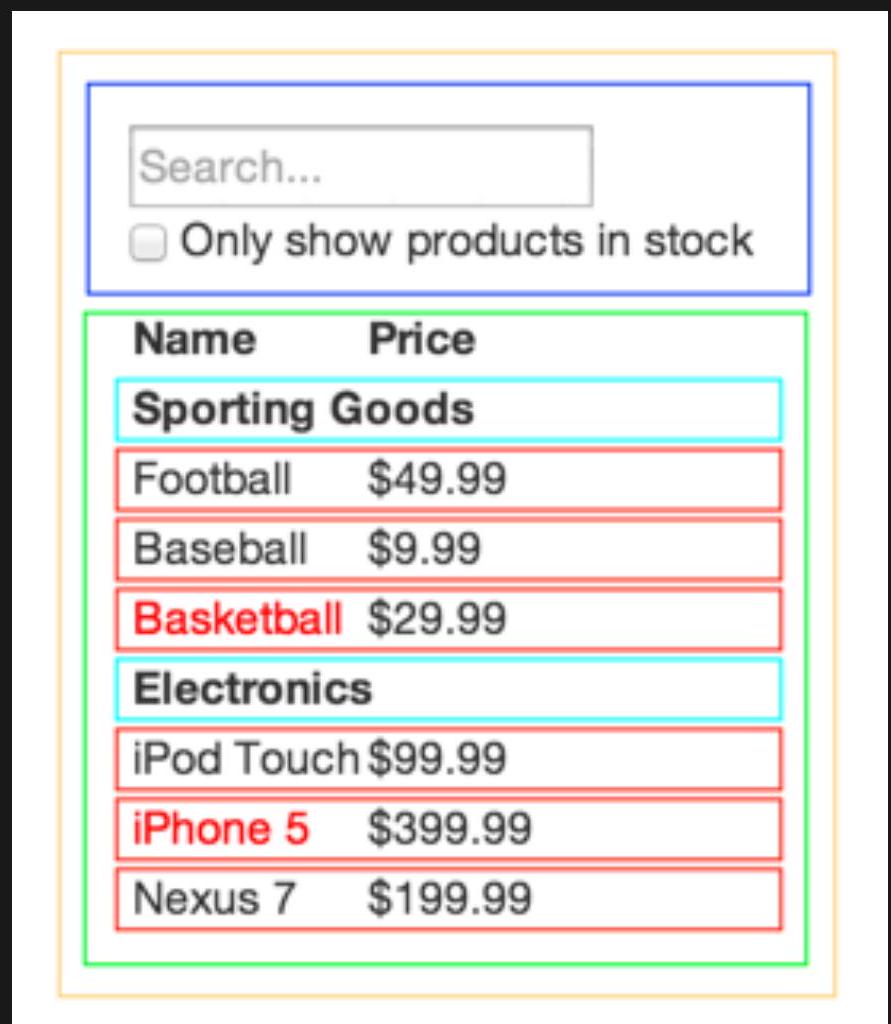 Search...
Only show products in stock
Name Price
Sporting Goods
Football $49.99
Baseball $9.99
Basketball $29.99
Electronics
iPod Touch $99.99
iPhone 5 $399.99
Nexus 7 $199.99